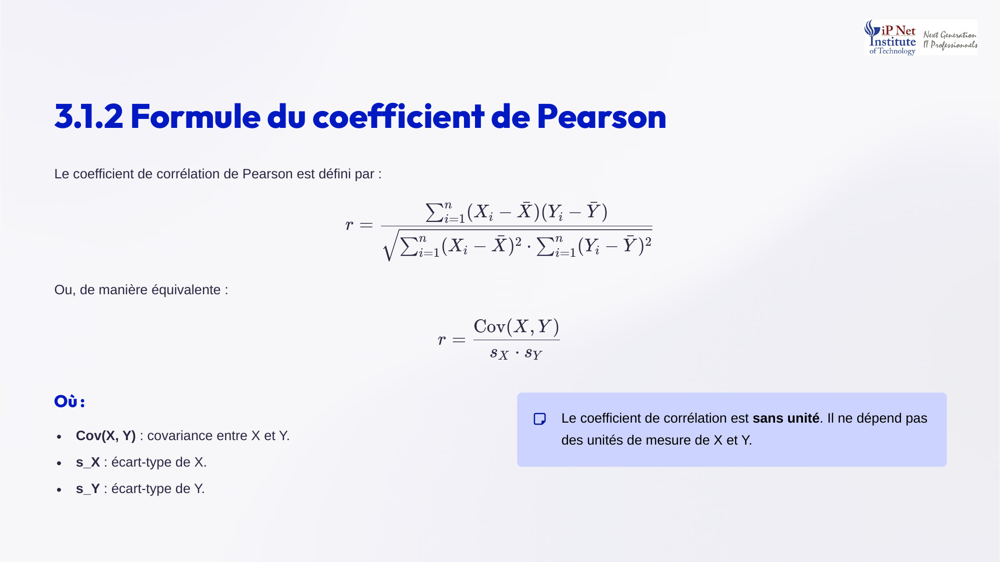 iP Net
Institute
of Technology
Next Generation
IT Professionnels
3.1.2 Formule du coefficient de Pearson
Le coefficient de corrélation de Pearson est défini par :
r = \frac{\sum_{i=1}^{n}(X_i - \bar{X})(Y_i - \bar{Y})}{\sqrt{\sum_{i=1}^{n}(X_i - \bar{X})^2 \cdot \sum_{i=1}^{n}(Y_i - \bar{Y})^2}}
Ou, de manière équivalente :
r = \frac{Cov(X, Y)}{s_X \cdot s_Y}
Où :
• Cov(X, Y) : covariance entre X et Y.
• s_X : écart-type de X.
• s_Y : écart-type de Y.
Le coefficient de corrélation est sans unité. Il ne dépend pas
des unités de mesure de X et Y.